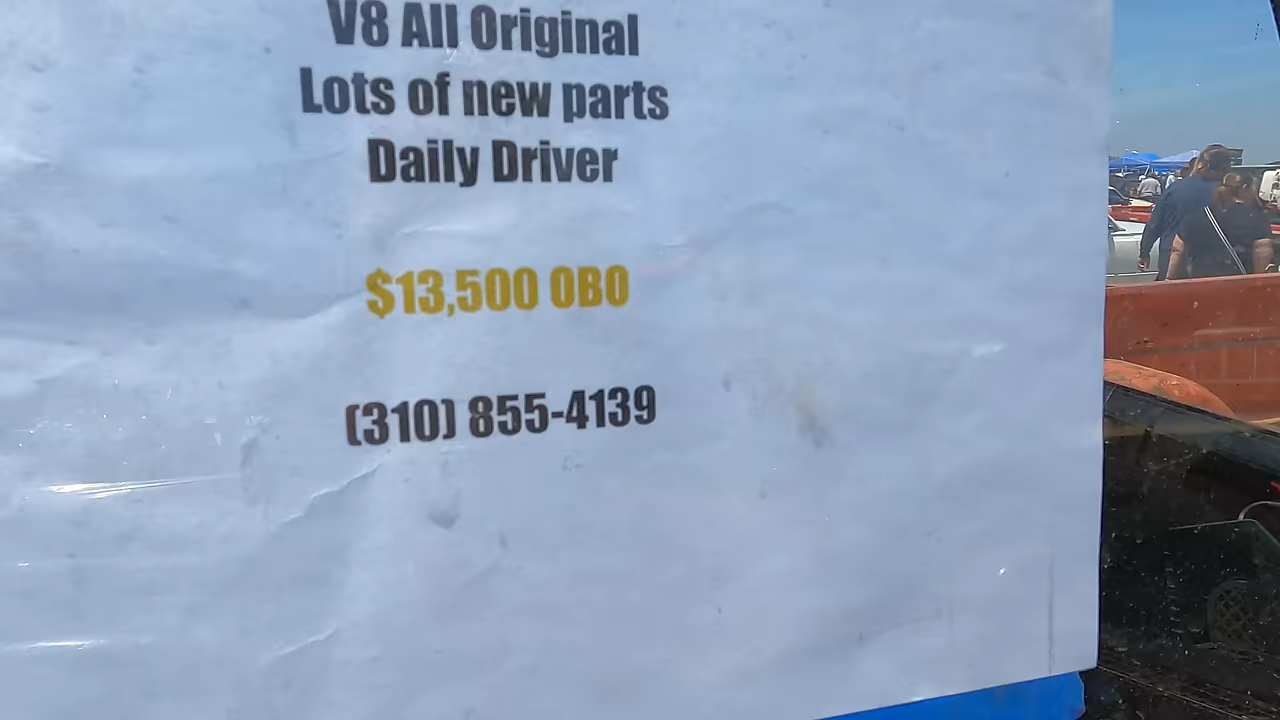 V8 All Original
Lots of new parts
Daily Driver
$13,500 OBO
(310) 855-4139